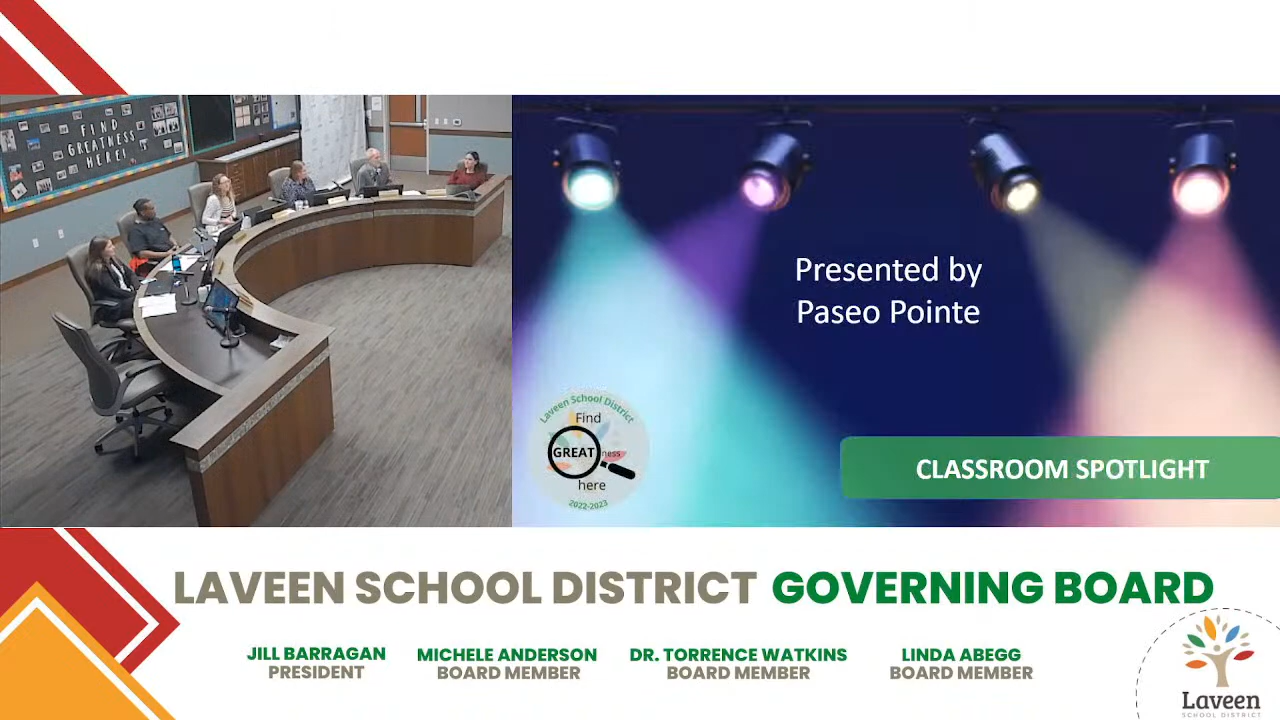 FIND
GREATNESS
HERE!
Presented by
Paseo Pointe
Laveen School District
Find
GREATness
here
2022-2023
CLASSROOM SPOTLIGHT
LAVEEN SCHOOL DISTRICT GOVERNING BOARD
JILL BARRAGAN
PRESIDENT
MICHELE ANDERSON
BOARD MEMBER
DR. TORRENCE WATKINS
BOARD MEMBER
LINDA ABEGG
BOARD MEMBER
Laveen
SCHOOL DISTRICT